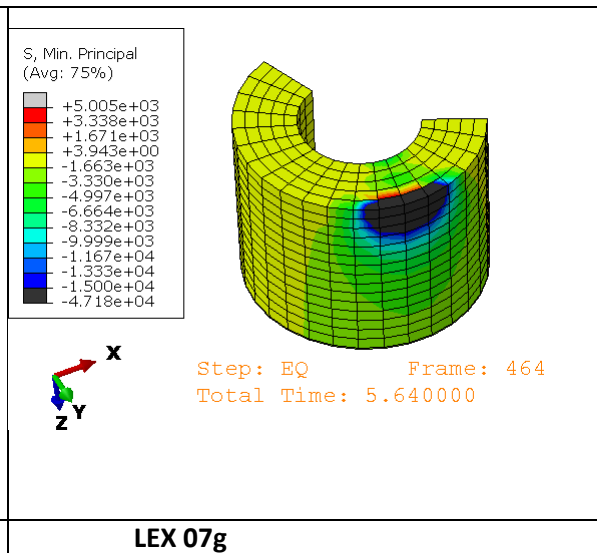 S, Min. Principal
(Avg: 75%)
+5.005e+03
+3.338e+03
+1.671e+03
+3.943e+00
-1.663e+03
-3.330e+03
-4.997e+03
-6.664e+03
-8.332e+03
-9.999e+03
-1.167e+04
-1.333e+04
-1.500e+04
-4.718e+04
X
Y
Z
Step: EQ Frame: 464
Total Time: 5.640000
LEX 07g